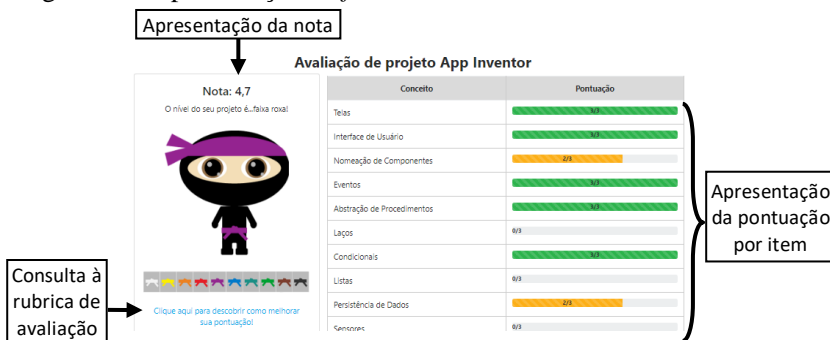 Apresentação da nota
Avaliação de projeto App Inventor
Nota: 4,7
O nível do seu projeto é...faixa roxa!
Clique aqui para descobrir como melhorar
sua pontuação!
Conceito Pontuação
Telas 3/3
Interface de Usuário 3/3
Nomeação de Componentes 2/3
Eventos 3/3
Abstração de Procedimentos 3/3
Laços 0/3
Condicionais 3/3
Listas 0/3
Persistência de Dados 2/3
Sensores 0/3
Apresentação
da pontuação
por item
Consulta à
rubrica de
avaliação